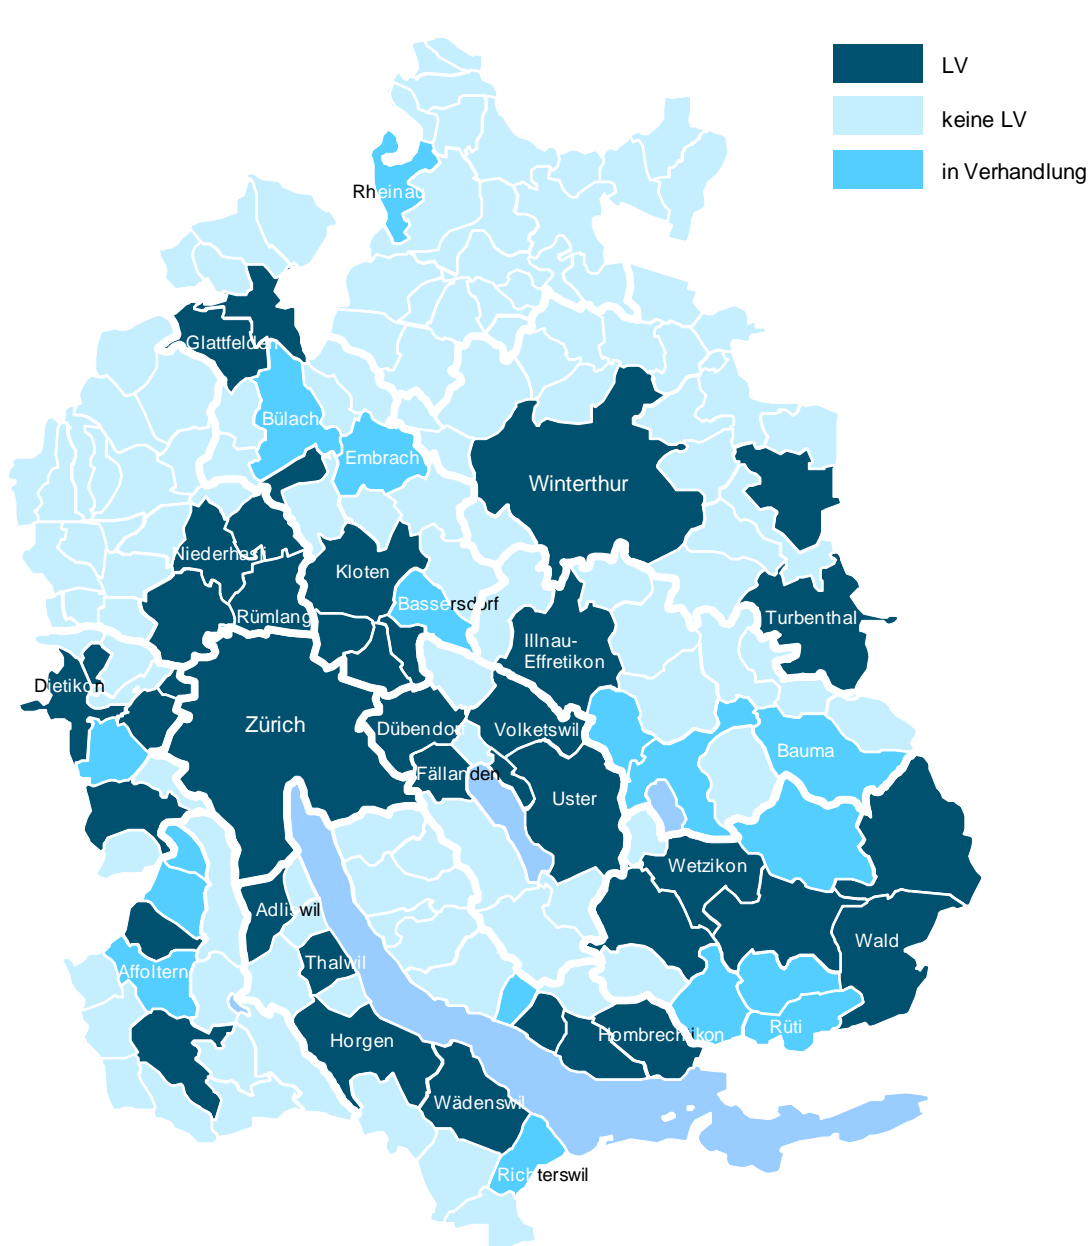 LV
keine LV
in Verhandlung
Rheinau
Glattfelden
Bülach
Embrach
Winterthur
Niederhasli
Kloten
Bassersdorf
Rümlang
Turbenthal
Illnau-
Effretikon
Dietikon
Zürich
Dübendorf
Volketswil
Bauma
Fällanden
Uster
Wetzikon
Adliswil
Wald
Thalwil
Affoltern
Rüti
Hombrechtikon
Horgen
Wädenswil
Richterswil